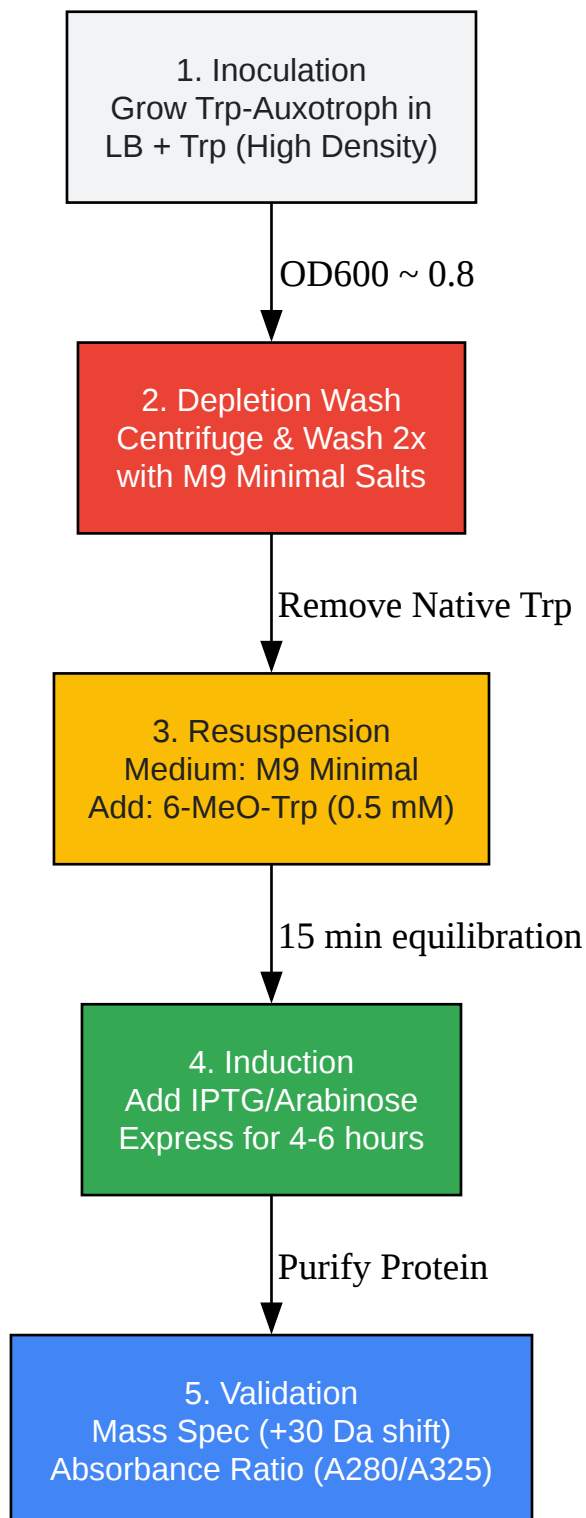 1. Inoculation
Grow Trp-Auxotroph in
LB + Trp (High Density)
OD600 ~ 0.8
2. Depletion Wash
Centrifuge & Wash 2x
with M9 Minimal Salts
Remove Native Trp
3. Resuspension
Medium: M9 Minimal
Add: 6-MeO-Trp (0.5 mM)
15 min equilibration
4. Induction
Add IPTG/Arabinose
Express for 4-6 hours
Purify Protein
5. Validation
Mass Spec (+30 Da shift)
Absorbance Ratio (A280/A325)